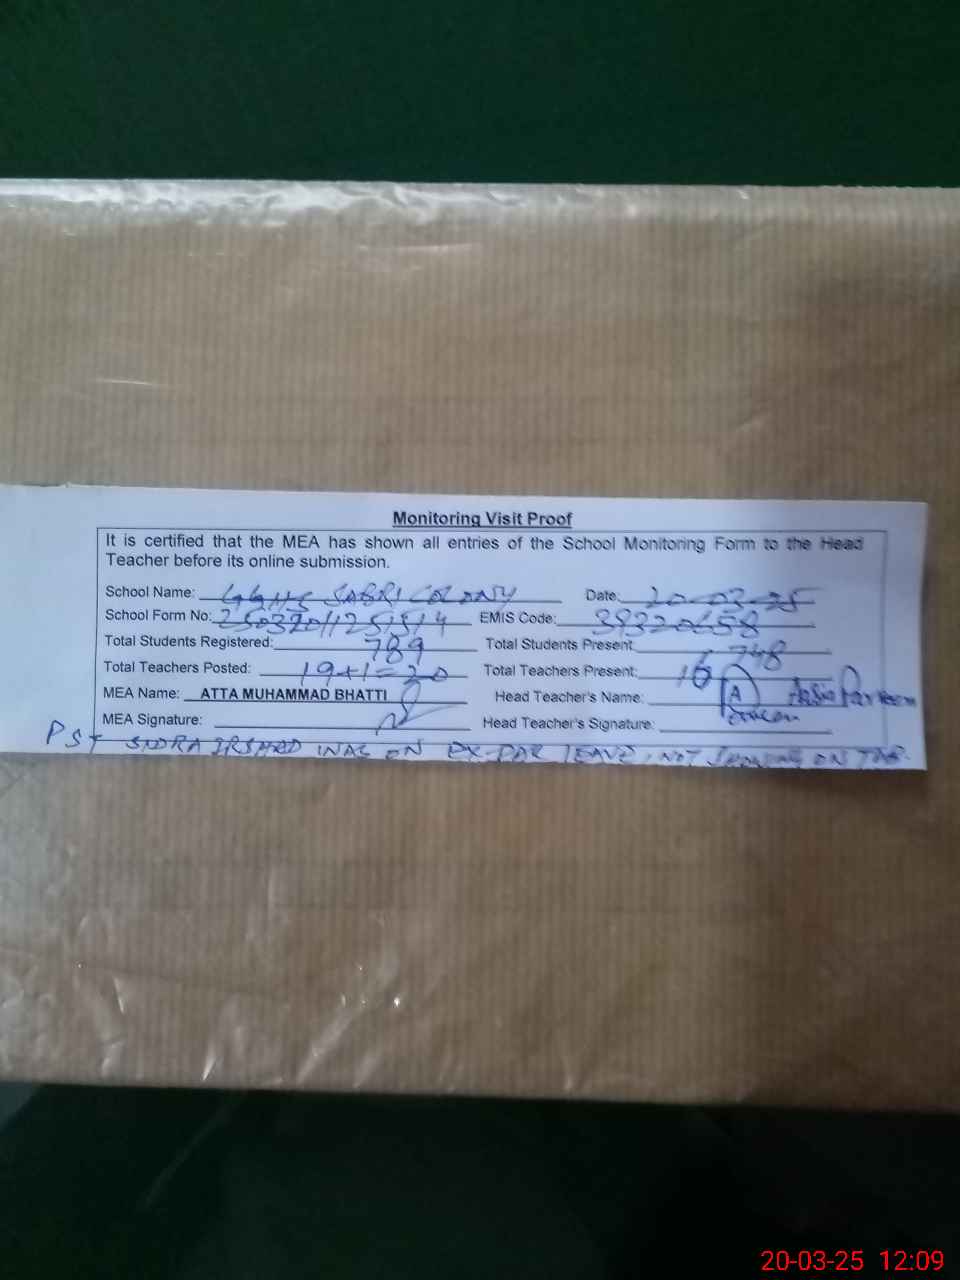 Monitoring Visit Proof
It is certified that the MEA has shown all entries of the School Monitoring Form to the Head
Teacher before its online submission.
School Name: GGHS SABRI COLONY Date: 20-03-25
School Form No: EMIS Code: 39320658
Total Students Registered: 789 Total Students Present: 748
Total Teachers Posted: 19+1=20 Total Teachers Present: 16
MEA Name: ATTA MUHAMMAD BHATTI Head Teacher's Name: Asia Parveen
MEA Signature: Head Teacher's Signature:
PST SIDRA IRSHAD WAS ON EX-PAK LEAVE, NOT SHOWING ON TAB.
20-03-25 12:09